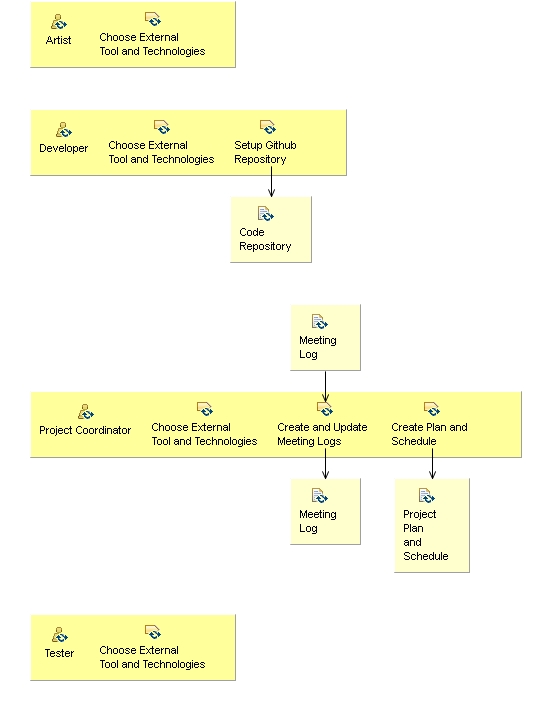 Artist
Choose External
Tool and Technologies
Developer
Choose External
Tool and Technologies
Setup Github
Repository
Code
Repository
Meeting
Log
Project Coordinator
Choose External
Tool and Technologies
Create and Update
Meeting Logs
Create Plan and
Schedule
Meeting
Log
Project
Plan
and
Schedule
Tester
Choose External
Tool and Technologies